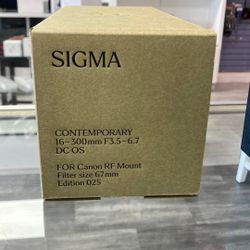 SIGMA
CONTEMPORARY
16-300mm F3.5-6.7
DC OS
FOR Canon RF Mount
Filter size 67mm
Edition 025